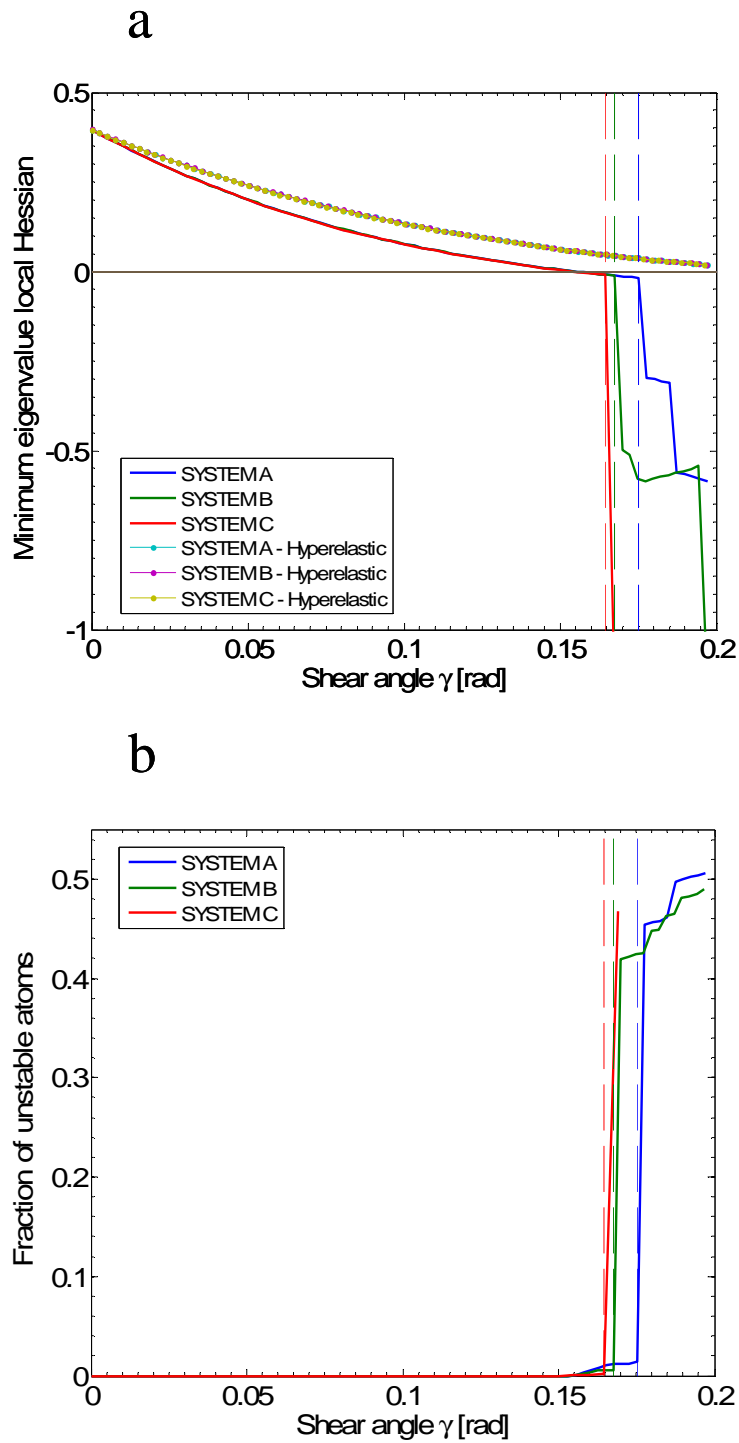 a
Minimum eigenvalue local Hessian
0.5
0
-0.5
-1
SYSTEM A
SYSTEM B
SYSTEM C
SYSTEM A - Hyperelastic
SYSTEM B - Hyperelastic
SYSTEM C - Hyperelastic
0 0.05 0.1 0.15 0.2
Shear angle γ [rad]
b
Fraction of unstable atoms
0.5
0.4
0.3
0.2
0.1
0
SYSTEM A
SYSTEM B
SYSTEM C
0 0.05 0.1 0.15 0.2
Shear angle γ [rad]